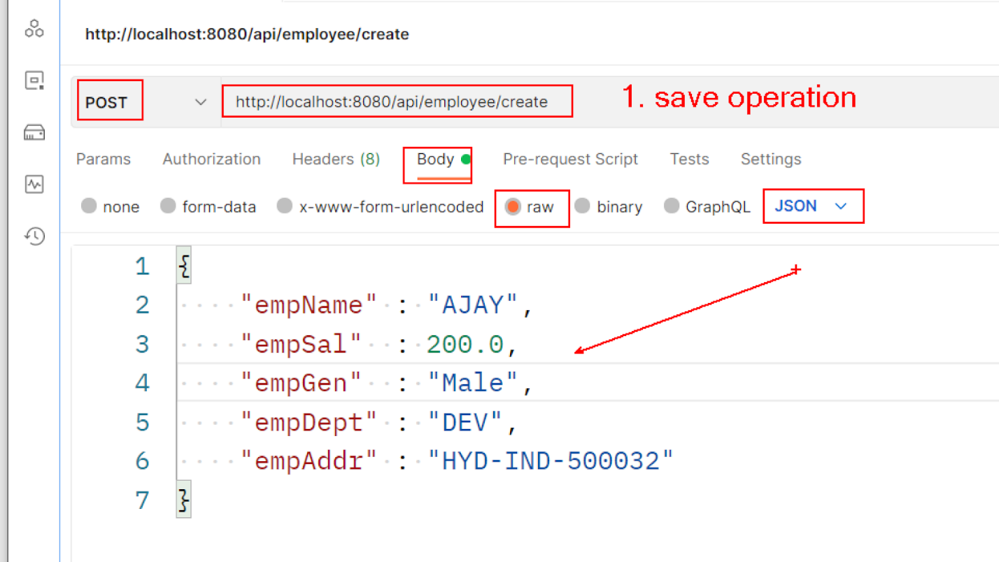 http://localhost:8080/api/employee/create
POST http://localhost:8080/api/employee/create 1. save operation
Params Authorization Headers (8) Body Pre-request Script Tests Settings
none form-data x-www-form-urlencoded raw binary GraphQL JSON
1 {
2 "empName" : "AJAY",
3 "empSal" : 200.0,
4 "empGen" : "Male",
5 "empDept" : "DEV",
6 "empAddr" : "HYD-IND-500032"
7 }